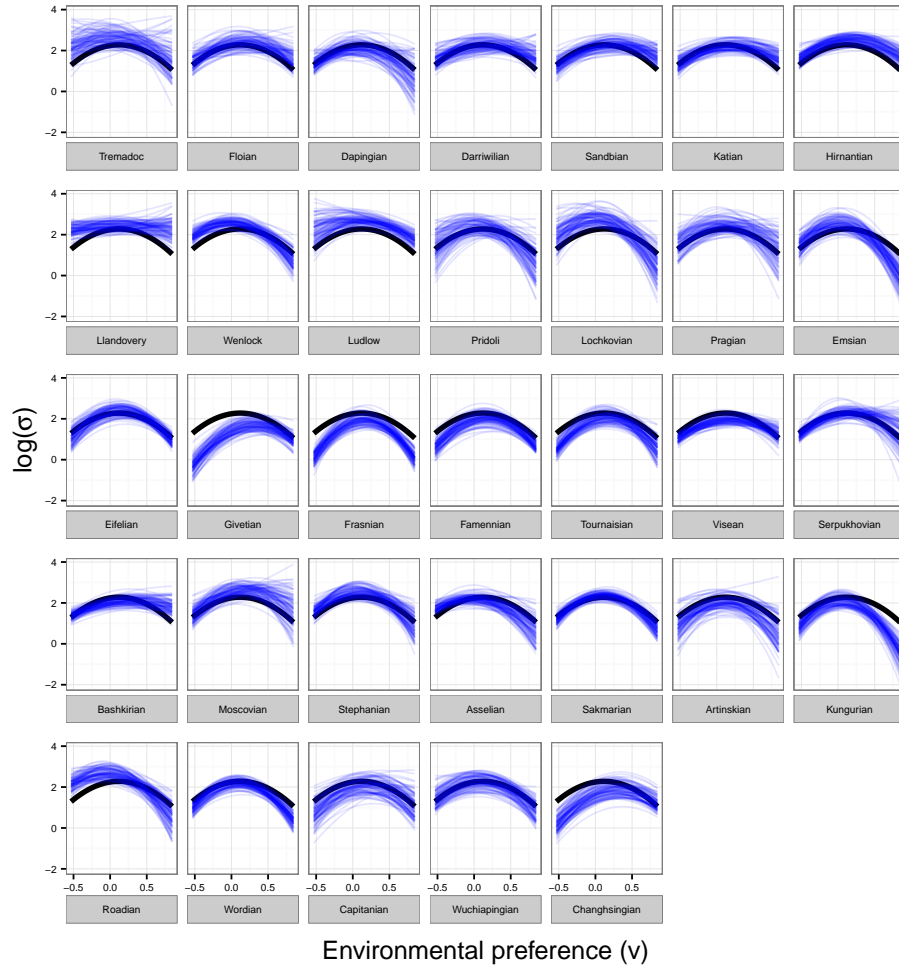 4
2
0
−2
Tremadoc Floian Dapingian Darriwilian Sandbian Katian Hirnantian
4
2
0
−2
Llandovery Wenlock Ludlow Pridoli Lochkovian Pragian Emsian
4
2
0
−2
Eifelian Givetian Frasnian Famennian Tournaisian Visean Serpukhovian
4
2
0
−2
Bashkirian Moscovian Stephanian Asselian Sakmarian Artinskian Kungurian
4
2
0
−2
−0.5 0.0 0.5 −0.5 0.0 0.5 −0.5 0.0 0.5 −0.5 0.0 0.5 −0.5 0.0 0.5
Roadian Wordian Capitanian Wuchiapingian Changhsingian
log(σ)
Environmental preference (v)